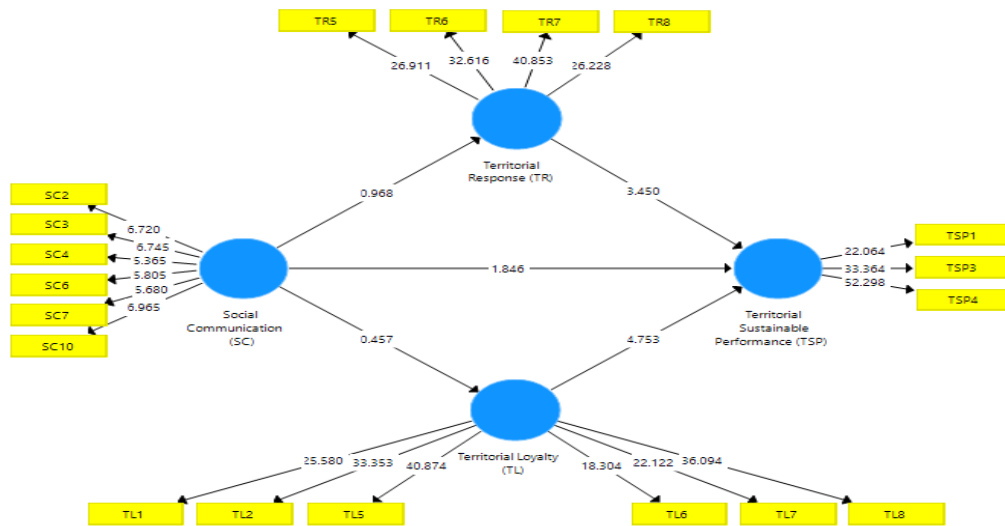 TR5
TR6
TR7
TR8
26.911
32.616
40.853
26.228
Territorial
Response (TR)
0.968
3.450
SC2
SC3
SC4
SC6
SC7
SC10
6.720
6.745
5.365
5.805
5.680
6.965
Social
Communication
(SC)
1.846
TSP1
TSP3
TSP4
22.064
33.364
52.298
Territorial
Sustainable
Performance (TSP)
0.457
4.753
Territorial Loyalty
(TL)
25.580
33.353
40.874
18.304
22.122
36.094
TL1
TL2
TL5
TL6
TL7
TL8